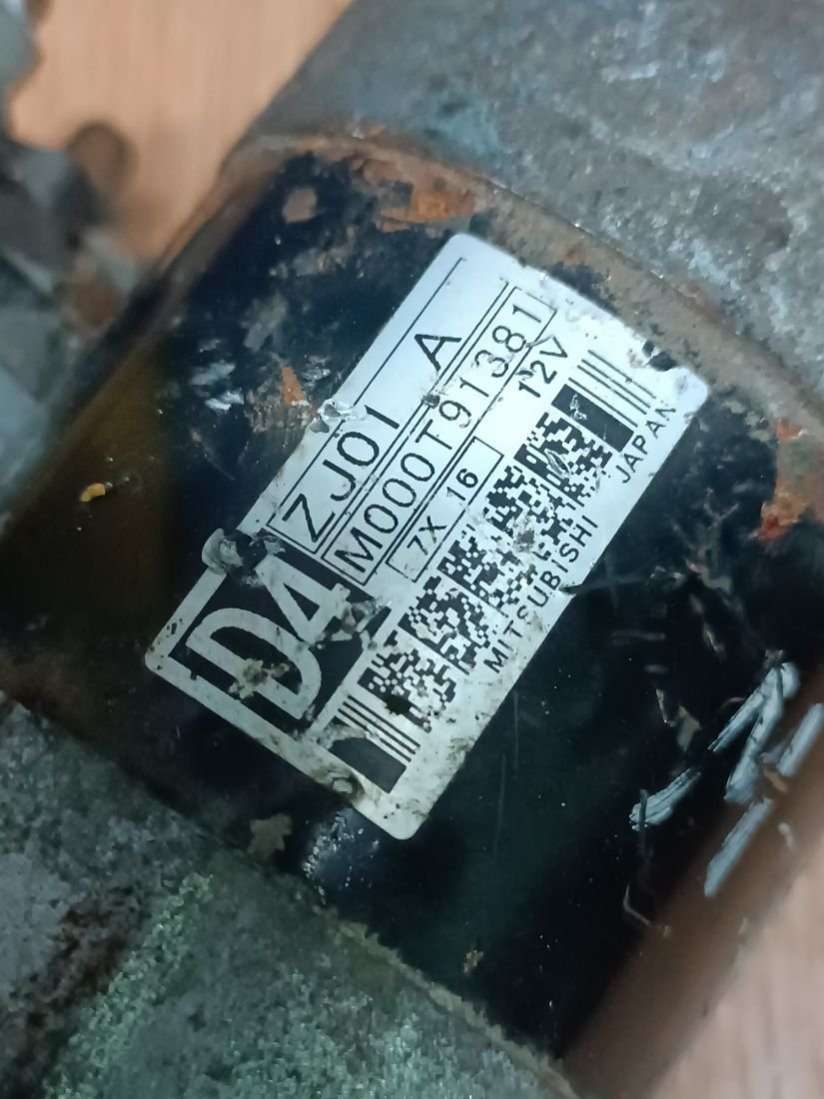 D4
ZJ01 A
M000T91381
7X 16 12V
MITSUBISHI JAPAN